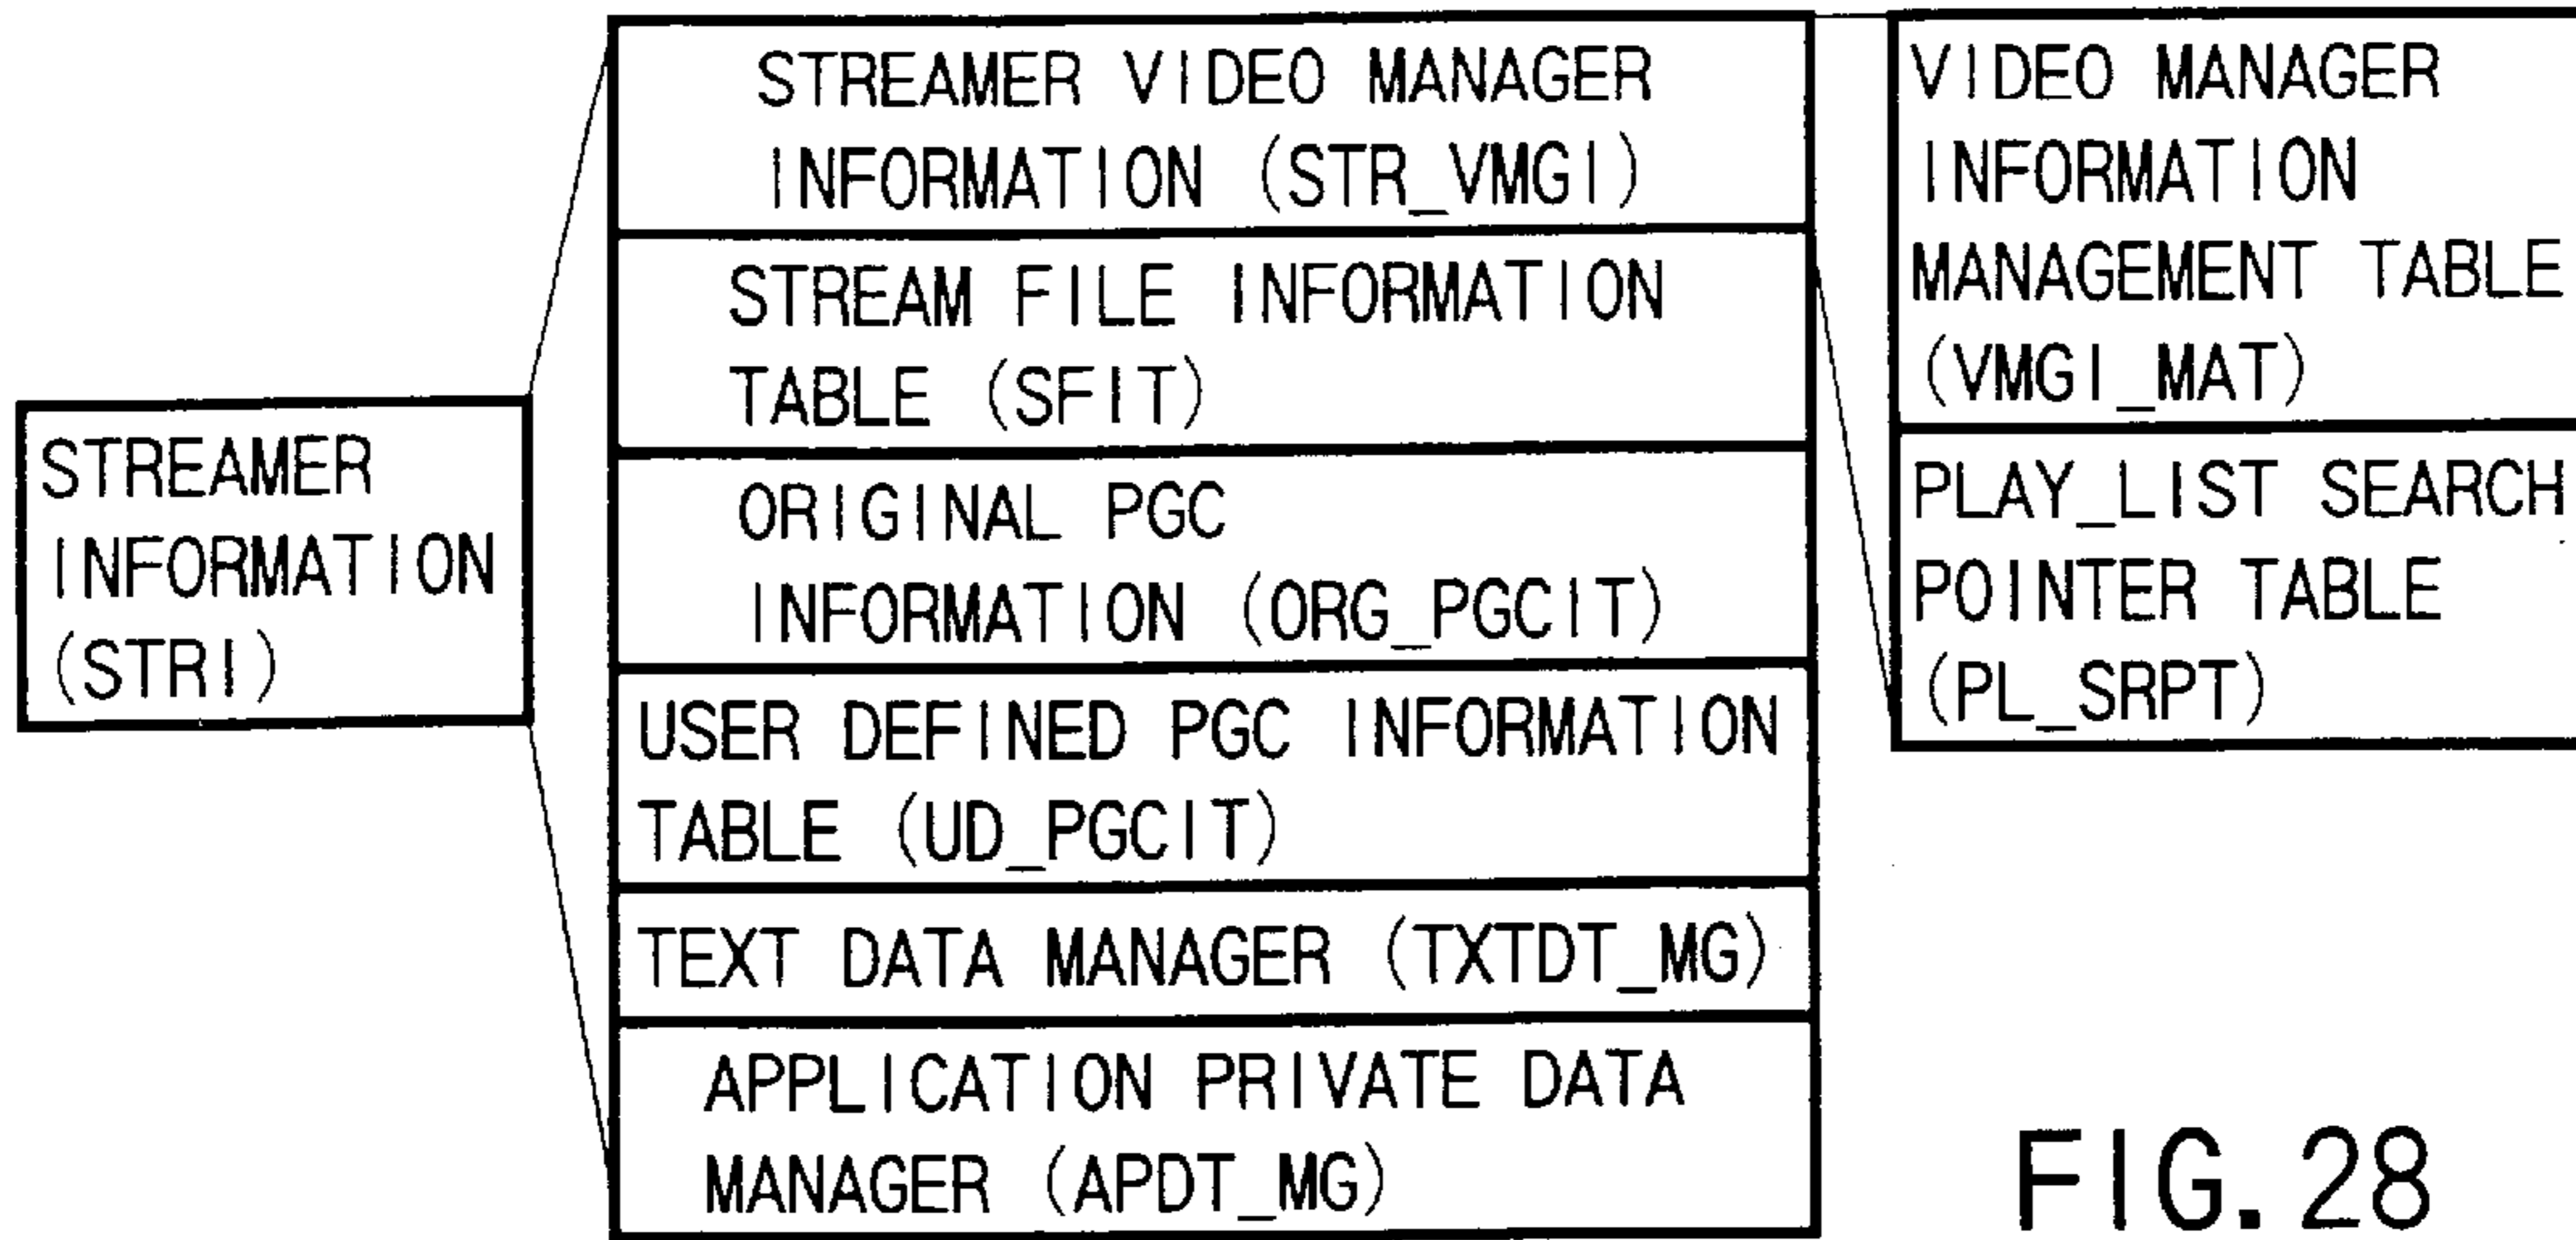 STREAMER
INFORMATION
(STRI)
STREAMER VIDEO MANAGER
INFORMATION (STR_VMGI)
STREAM FILE INFORMATION
TABLE (SFIT)
ORIGINAL PGC
INFORMATION (ORG_PGCIT)
USER DEFINED PGC INFORMATION
TABLE (UD_PGCIT)
TEXT DATA MANAGER (TXTDT_MG)
APPLICATION PRIVATE DATA
MANAGER (APDT_MG)
VIDEO MANAGER
INFORMATION
MANAGEMENT TABLE
(VMGI_MAT)
PLAY_LIST SEARCH
POINTER TABLE
(PL_SRPT)
FIG. 28